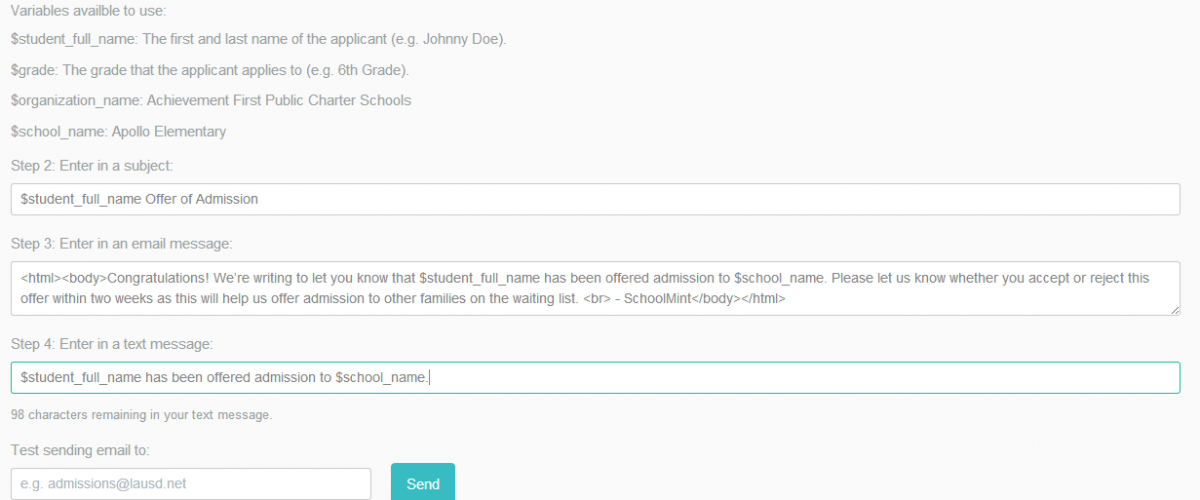 Variables availble to use:
$student_full_name: The first and last name of the applicant (e.g. Johnny Doe).
$grade: The grade that the applicant applies to (e.g. 6th Grade).
$organization_name: Achievement First Public Charter Schools
$school_name: Apollo Elementary
Step 2: Enter in a subject:
$student_full_name Offer of Admission
Step 3: Enter in an email message:
<html><body>Congratulations! We're writing to let you know that $student_full_name has been offered admission to $school_name. Please let us know whether you accept or reject this
offer within two weeks as this will help us offer admission to other families on the waiting list. <br> - SchoolMint</body></html>
Step 4: Enter in a text message:
$student_full_name has been offered admission to $school_name.
98 characters remaining in your text message.
Test sending email to:
e.g. admissions@lausd.net
Send